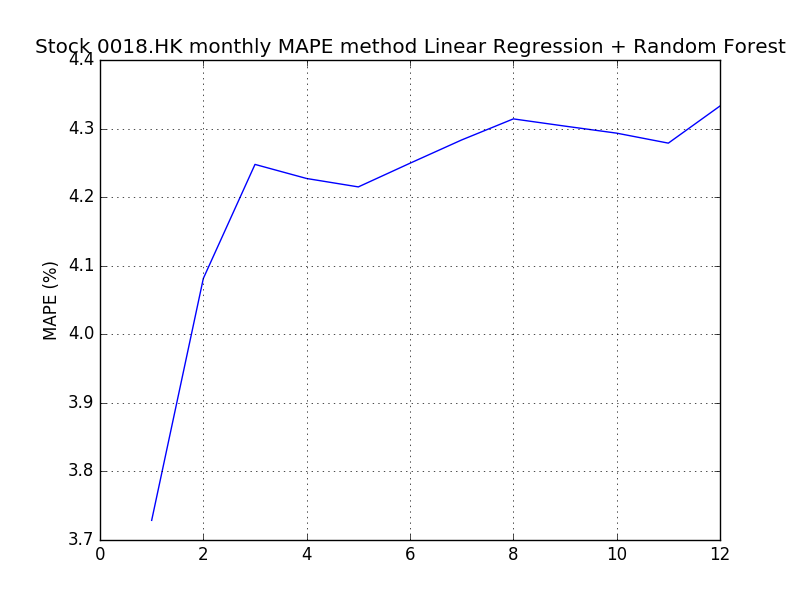 Stock 0018.HK monthly MAPE method Linear Regression + Random Forest
4.4
4.3
4.2
4.1
4.0
3.9
3.8
3.7
MAPE (%)
0 2 4 6 8 10 12